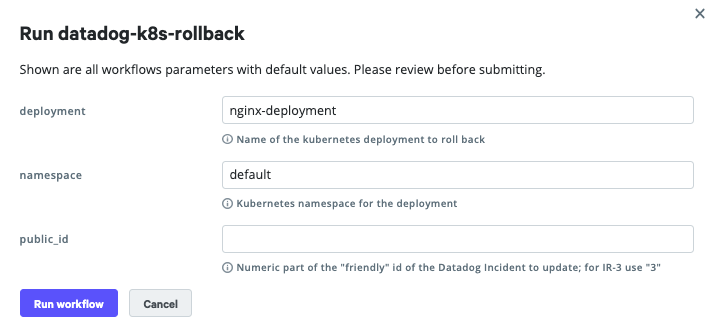 Run datadog-k8s-rollback
Shown are all workflows parameters with default values. Please review before submitting.
deployment
nginx-deployment
Name of the kubernetes deployment to roll back
namespace
default
Kubernetes namespace for the deployment
public_id
Numeric part of the "friendly" id of the Datadog Incident to update; for IR-3 use "3"
Run workflow Cancel